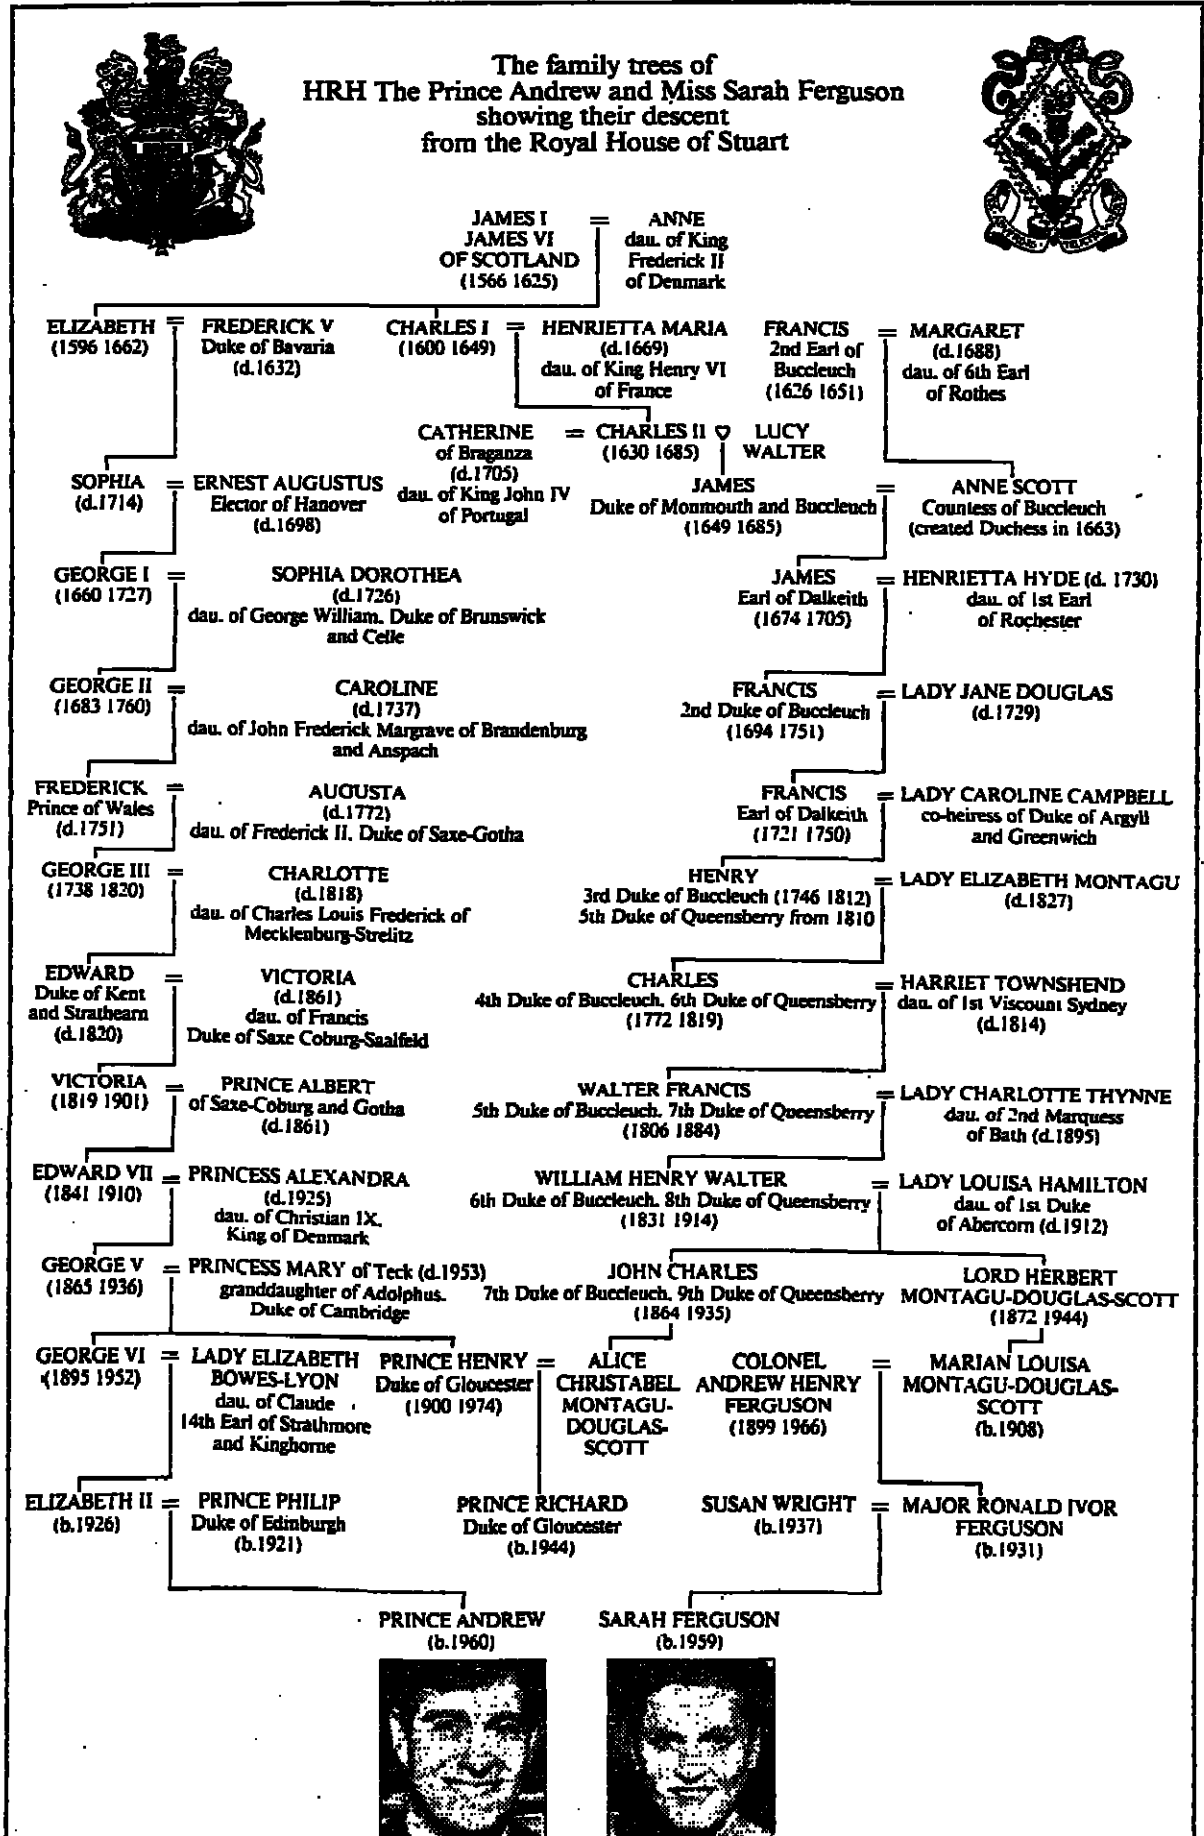 The family trees of
HRH The Prince Andrew and Miss Sarah Ferguson
showing their descent
from the Royal House of Stuart
JAMES I = ANNE
JAMES VI dau. of King
OF SCOTLAND Frederick II
(1566 1625) of Denmark
ELIZABETH = FREDERICK V
(1596 1662) Duke of Bavaria
(d.1632)
CHARLES I = HENRIETTA MARIA
(1600 1649) (d.1669)
dau. of King Henry VI
of France
FRANCIS = MARGARET
2nd Earl of (d.1688)
Buccleuch dau. of 6th Earl
(1626 1651) of Rothes
CATHERINE = CHARLES II ♡ LUCY
of Braganza (1630 1685) WALTER
(d.1705)
dau. of King John IV
of Portugal
SOPHIA = ERNEST AUGUSTUS
(d.1714) Elector of Hanover
(d.1698)
JAMES = ANNE SCOTT
Duke of Monmouth and Buccleuch Countess of Buccleuch
(1649 1685) (created Duchess in 1663)
GEORGE I = SOPHIA DOROTHEA
(1660 1727) (d.1726)
dau. of George William. Duke of Brunswick
and Celle
JAMES = HENRIETTA HYDE (d. 1730)
Earl of Dalkeith dau. of 1st Earl
(1674 1705) of Rochester
GEORGE II = CAROLINE
(1683 1760) (d.1737)
dau. of John Frederick Margrave of Brandenburg
and Anspach
FRANCIS = LADY JANE DOUGLAS
2nd Duke of Buccleuch (d.1729)
(1694 1751)
FREDERICK = AUGUSTA
Prince of Wales (d.1772)
(d.1751) dau. of Frederick II. Duke of Saxe-Gotha
FRANCIS = LADY CAROLINE CAMPBELL
Earl of Dalkeith co-heiress of Duke of Argyll
(1721 1750) and Greenwich
GEORGE III = CHARLOTTE
(1738 1820) (d.1818)
dau. of Charles Louis Frederick of
Mecklenburg-Strelitz
HENRY = LADY ELIZABETH MONTAGU
3rd Duke of Buccleuch (1746 1812) (d.1827)
5th Duke of Queensberry from 1810
EDWARD = VICTORIA
Duke of Kent (d.1861)
and Strathearn dau. of Francis
(d.1820) Duke of Saxe Coburg-Saalfeld
CHARLES = HARRIET TOWNSHEND
4th Duke of Buccleuch. 6th Duke of Queensberry dau. of 1st Viscount Sydney
(1772 1819) (d.1814)
VICTORIA = PRINCE ALBERT
(1819 1901) of Saxe-Coburg and Gotha
(d.1861)
WALTER FRANCIS = LADY CHARLOTTE THYNNE
5th Duke of Buccleuch. 7th Duke of Queensberry dau. of 2nd Marquess
(1806 1884) of Bath (d.1895)
EDWARD VII = PRINCESS ALEXANDRA
(1841 1910) (d.1925)
dau. of Christian IX.
King of Denmark
WILLIAM HENRY WALTER = LADY LOUISA HAMILTON
6th Duke of Buccleuch. 8th Duke of Queensberry dau. of 1st Duke
(1831 1914) of Abercorn (d.1912)
GEORGE V = PRINCESS MARY of Teck (d.1953)
(1865 1936) granddaughter of Adolphus.
Duke of Cambridge
JOHN CHARLES
7th Duke of Buccleuch. 9th Duke of Queensberry
(1864 1935)
LORD HERBERT
MONTAGU-DOUGLAS-SCOTT
(1872 1944)
GEORGE VI = LADY ELIZABETH
(1895 1952) BOWES-LYON
dau. of Claude
14th Earl of Strathmore
and Kinghorne
PRINCE HENRY = ALICE
Duke of Gloucester CHRISTABEL
(1900 1974) MONTAGU-
DOUGLAS-
SCOTT
COLONEL = MARIAN LOUISA
ANDREW HENRY MONTAGU-DOUGLAS-
FERGUSON SCOTT
(1899 1966) (b.1908)
ELIZABETH II = PRINCE PHILIP
(b.1926) Duke of Edinburgh
(b.1921)
PRINCE RICHARD
Duke of Gloucester
(b.1944)
SUSAN WRIGHT = MAJOR RONALD IVOR
(b.1937) FERGUSON
(b.1931)
PRINCE ANDREW
(b.1960)
SARAH FERGUSON
(b.1959)